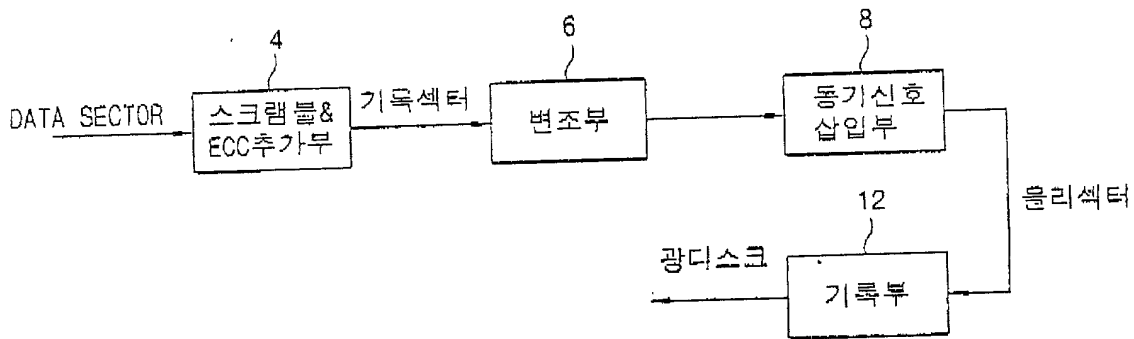 4
6
8
DATA SECTOR
스크램블&
ECC추가부
기록섹터
변조부
동기신호
삽입부
물리섹터
12
광디스크
기록부